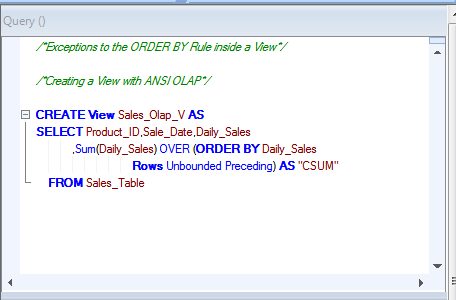 Query ()
/*Exceptions to the ORDER BY Rule inside a View*/
/*Creating a View with ANSI OLAP*/
CREATE View Sales_Olap_V AS
SELECT Product_ID,Sale_Date,Daily_Sales
,Sum(Daily_Sales) OVER (ORDER BY Daily_Sales
Rows Unbounded Preceding) AS "CSUM"
FROM Sales_Table